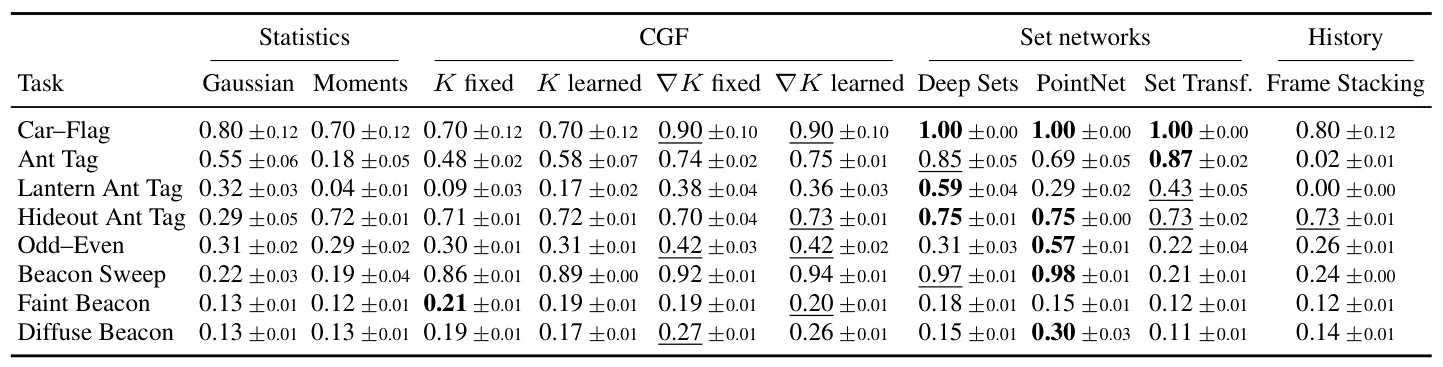 Statistics CGF Set networks History
Task Gaussian Moments K fixed K learned ∇K fixed ∇K learned Deep Sets PointNet Set Transf. Frame Stacking
Car–Flag 0.80 ±0.12 0.70 ±0.12 0.70 ±0.12 0.70 ±0.12 0.90 ±0.10 0.90 ±0.10 1.00 ±0.00 1.00 ±0.00 1.00 ±0.00 0.80 ±0.12
Ant Tag 0.55 ±0.06 0.18 ±0.05 0.48 ±0.02 0.58 ±0.07 0.74 ±0.02 0.75 ±0.01 0.85 ±0.05 0.69 ±0.05 0.87 ±0.02 0.02 ±0.01
Lantern Ant Tag 0.32 ±0.03 0.04 ±0.01 0.09 ±0.03 0.17 ±0.02 0.38 ±0.04 0.36 ±0.03 0.59 ±0.04 0.29 ±0.02 0.43 ±0.05 0.00 ±0.00
Hideout Ant Tag 0.29 ±0.05 0.72 ±0.01 0.71 ±0.01 0.72 ±0.01 0.70 ±0.04 0.73 ±0.01 0.75 ±0.01 0.75 ±0.00 0.73 ±0.02 0.73 ±0.01
Odd–Even 0.31 ±0.02 0.29 ±0.02 0.30 ±0.01 0.31 ±0.01 0.42 ±0.03 0.42 ±0.02 0.31 ±0.03 0.57 ±0.01 0.22 ±0.04 0.26 ±0.01
Beacon Sweep 0.22 ±0.03 0.19 ±0.04 0.86 ±0.01 0.89 ±0.00 0.92 ±0.01 0.94 ±0.01 0.97 ±0.01 0.98 ±0.01 0.21 ±0.01 0.24 ±0.00
Faint Beacon 0.13 ±0.01 0.12 ±0.01 0.21 ±0.01 0.19 ±0.01 0.19 ±0.01 0.20 ±0.01 0.18 ±0.01 0.15 ±0.01 0.12 ±0.01 0.12 ±0.01
Diffuse Beacon 0.13 ±0.01 0.13 ±0.01 0.19 ±0.01 0.17 ±0.01 0.27 ±0.01 0.26 ±0.01 0.15 ±0.01 0.30 ±0.03 0.11 ±0.01 0.14 ±0.01